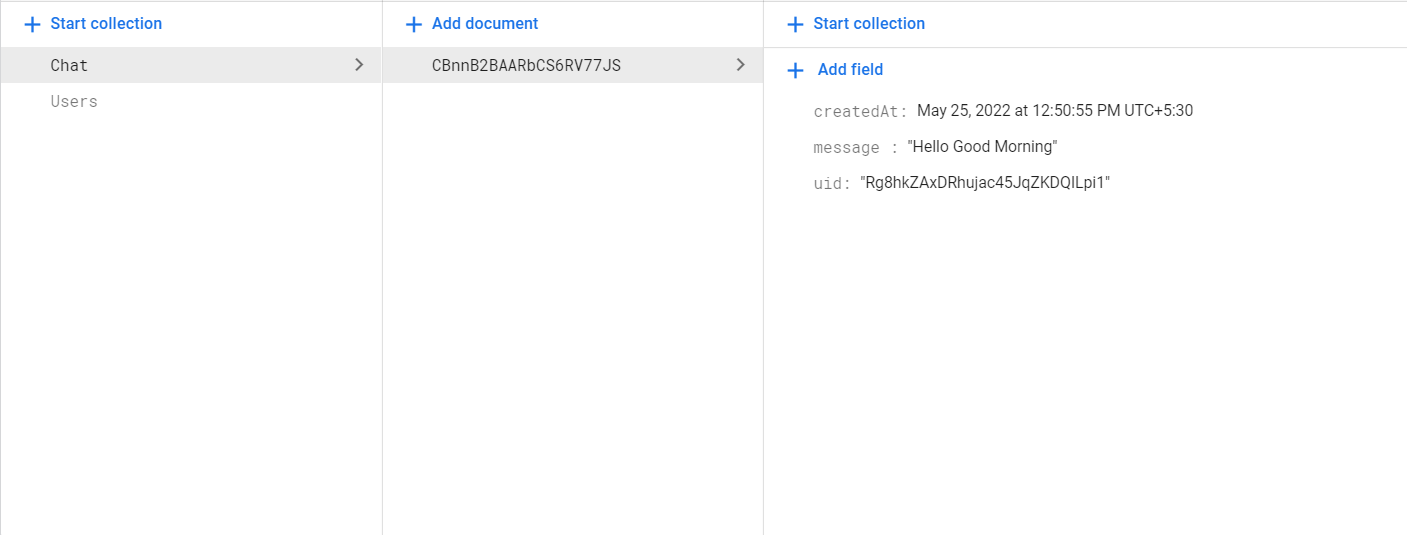 Start collection
Chat
Users
Add document
CBnnB2BAARbCS6RV77JS
Start collection
Add field
createdAt: May 25, 2022 at 12:50:55 PM UTC+5:30
message : "Hello Good Morning"
uid: "Rg8hkZAxDRhujac45JqZKDQILpi1"